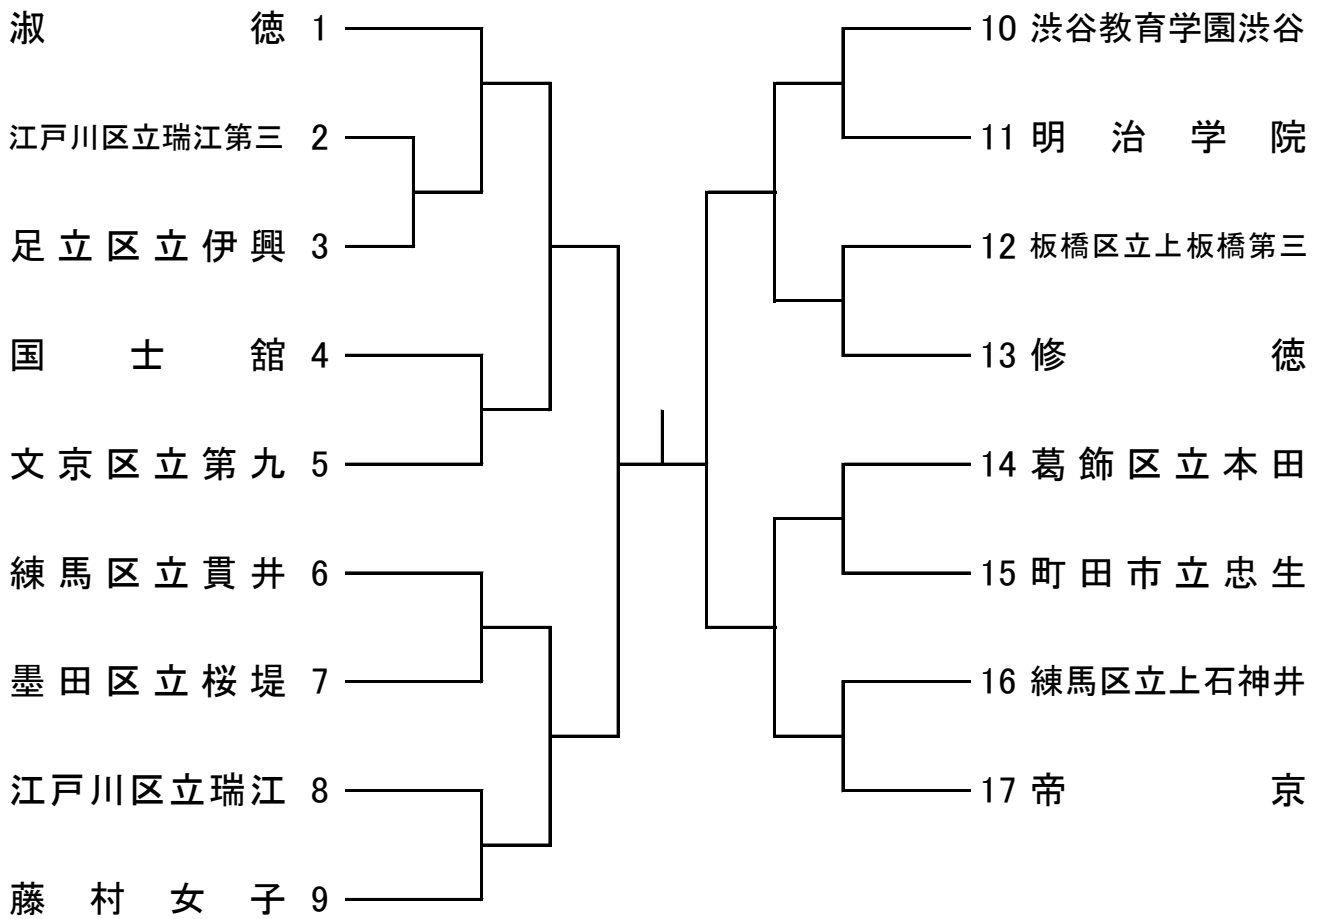 淑徳 1
江戸川区立瑞江第三 2
足立区立伊興 3
国士舘 4
文京区立第九 5
練馬区立貫井 6
墨田区立桜堤 7
江戸川区立瑞江 8
藤村女子 9
10 渋谷教育学園渋谷
11 明治学院
12 板橋区立上板橋第三
13 修徳
14 葛飾区立本田
15 町田市立忠生
16 練馬区立上石神井
17 帝京